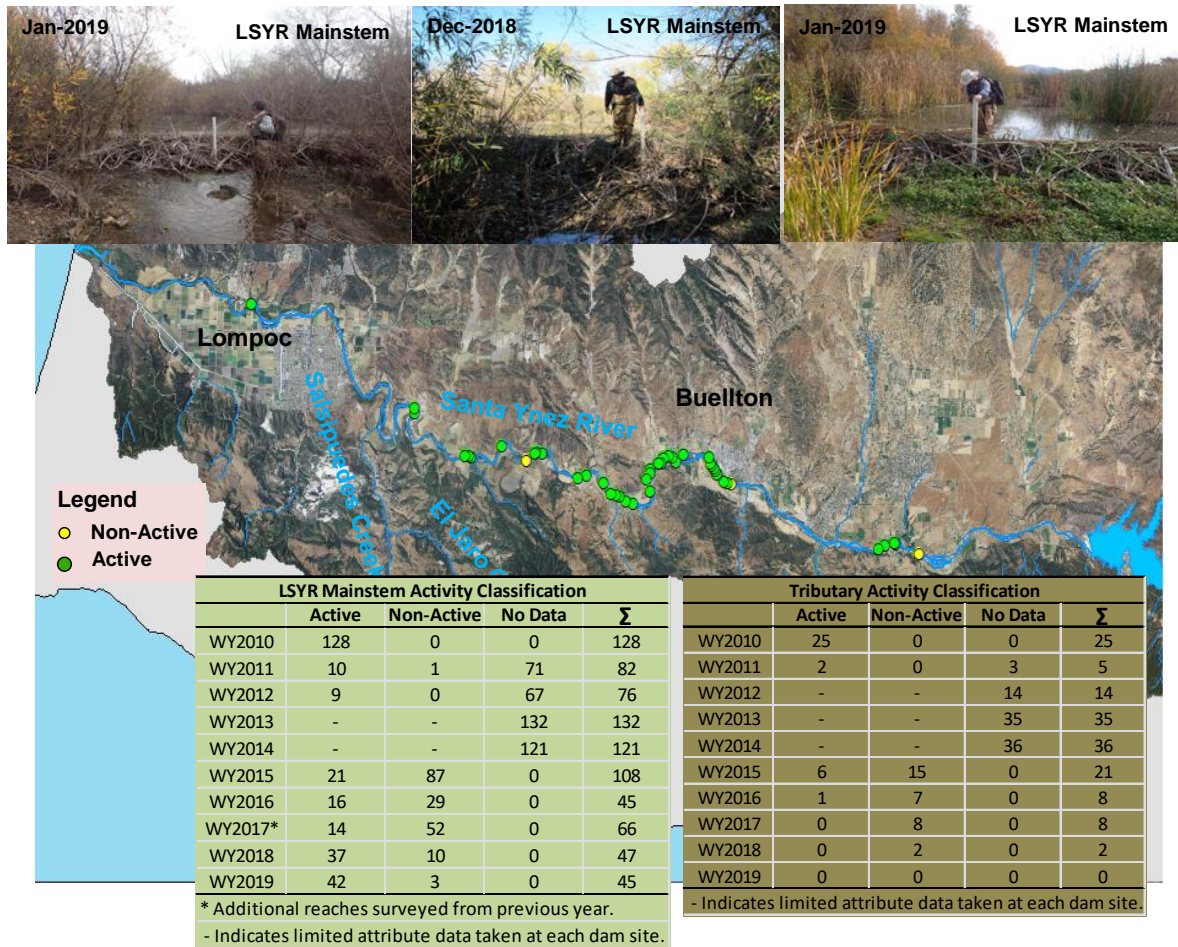 Jan-2019 LSYR Mainstem
Dec-2018 LSYR Mainstem
Jan-2019 LSYR Mainstem
Lompoc
Salsipuedes Creek
Santa Ynez River
Buellton
El Jaro
Legend
Non-Active
Active
LSYR Mainstem Activity Classification
Active Non-Active No Data Σ
WY2010 128 0 0 128
WY2011 10 1 71 82
WY2012 9 0 67 76
WY2013 - - 132 132
WY2014 - - 121 121
WY2015 21 87 0 108
WY2016 16 29 0 45
WY2017* 14 52 0 66
WY2018 37 10 0 47
WY2019 42 3 0 45
* Additional reaches surveyed from previous year.
- Indicates limited attribute data taken at each dam site.
Tributary Activity Classification
Active Non-Active No Data Σ
WY2010 25 0 0 25
WY2011 2 0 3 5
WY2012 - - 14 14
WY2013 - - 35 35
WY2014 - - 36 36
WY2015 6 15 0 21
WY2016 1 7 0 8
WY2017 0 8 0 8
WY2018 0 2 0 2
WY2019 0 0 0 0
- Indicates limited attribute data taken at each dam site.